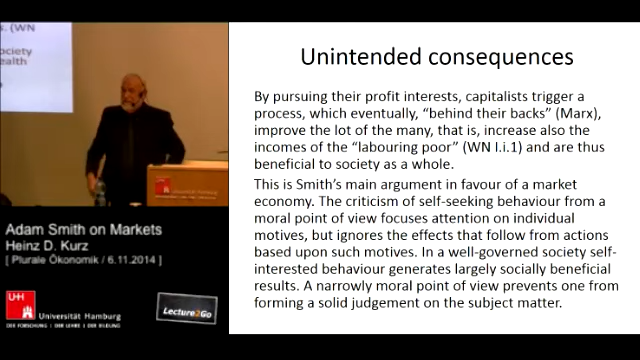 . (WN
ociety
ealth
Adam Smith on Markets
Heinz D. Kurz
[ Plurale Ökonomik / 6.11.2014 ]
UH
Universität Hamburg
DER FORSCHUNG | DER LEHRE | DER BILDUNG
Lecture2Go
Unintended consequences
By pursuing their profit interests, capitalists trigger a
process, which eventually, “behind their backs” (Marx),
improve the lot of the many, that is, increase also the
incomes of the “labouring poor” (WN I.i.1) and are thus
beneficial to society as a whole.
This is Smith’s main argument in favour of a market
economy. The criticism of self-seeking behaviour from a
moral point of view focuses attention on individual
motives, but ignores the effects that follow from actions
based upon such motives. In a well-governed society self-
interested behaviour generates largely socially beneficial
results. A narrowly moral point of view prevents one from
forming a solid judgement on the subject matter.